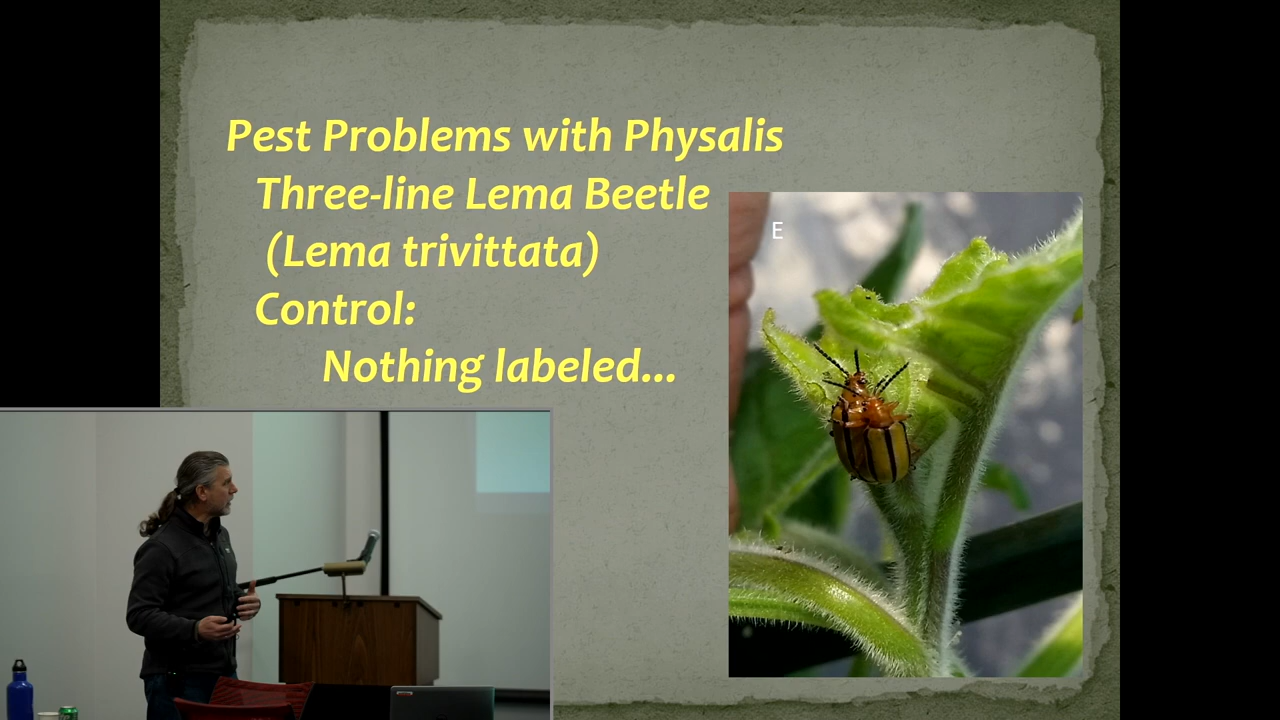 Pest Problems with Physalis
Three-line Lema Beetle
(Lema trivittata)
Control:
Nothing labeled...
E